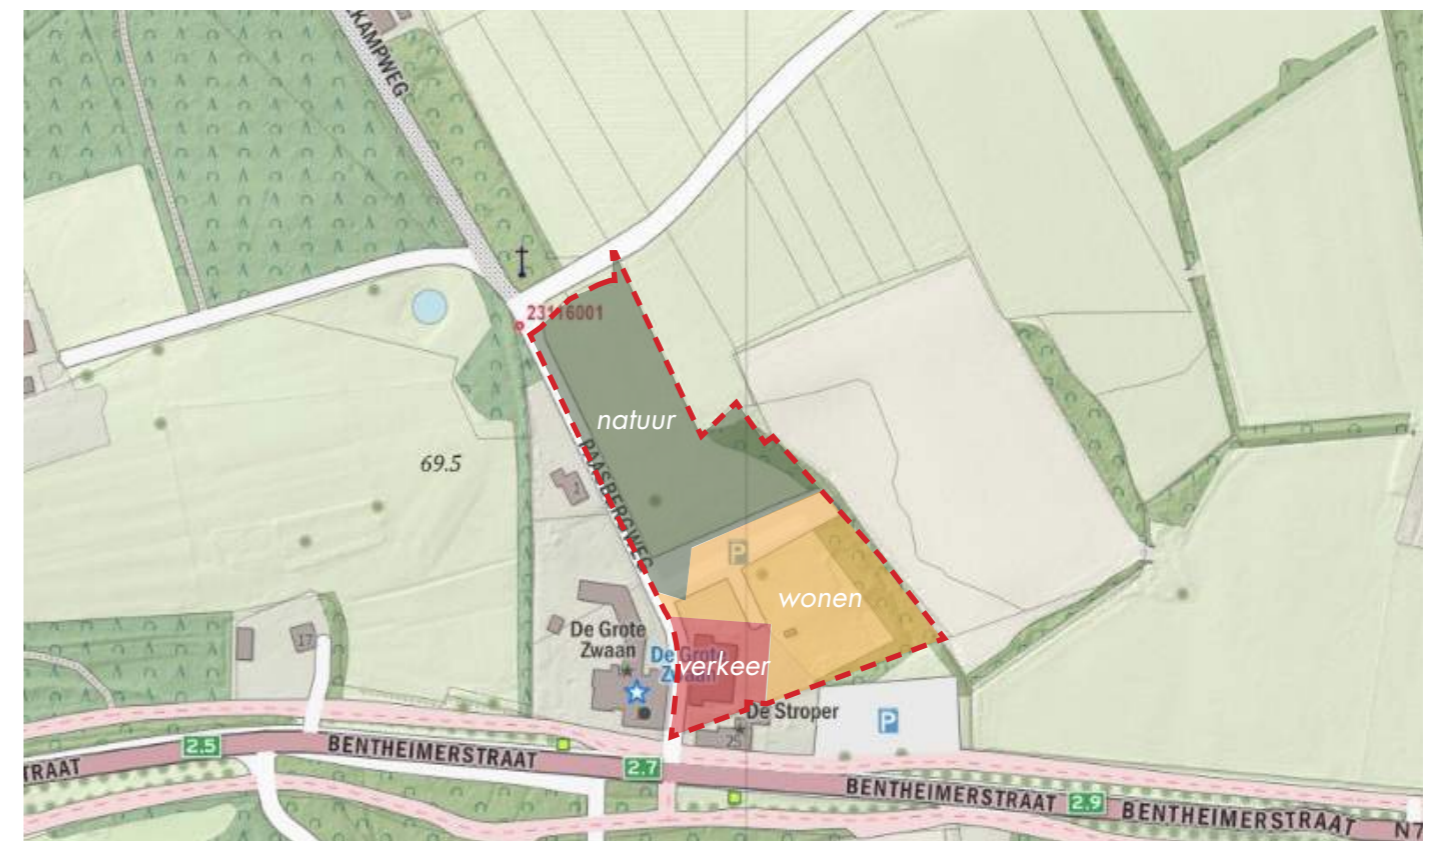 KAMPWEG
23116001
natuur
69.5
PAASBERGWEG
2
P
wonen
17
De Grote
Zwaan
De Grote
verkeer
De Stroper
25
P
2.5
BENTHEIMERSTRAAT
2.7
TRAAT
BENTHEIMERSTRAAT
2.9
BENTHEIMERSTRAAT
N7